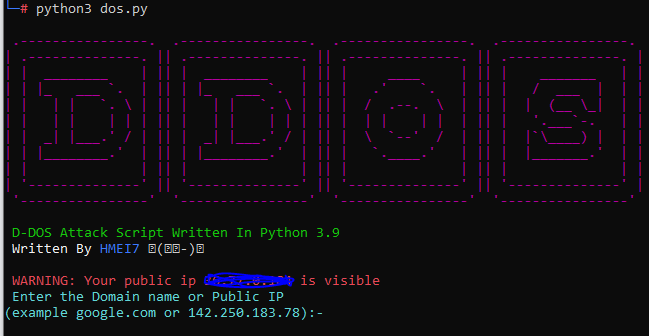 └─# python3 dos.py
DDOS
D-DOS Attack Script Written In Python 3.9
Written By HMEI7
WARNING: Your public ip is visible
Enter the Domain name or Public IP
(example google.com or 142.250.183.78):-